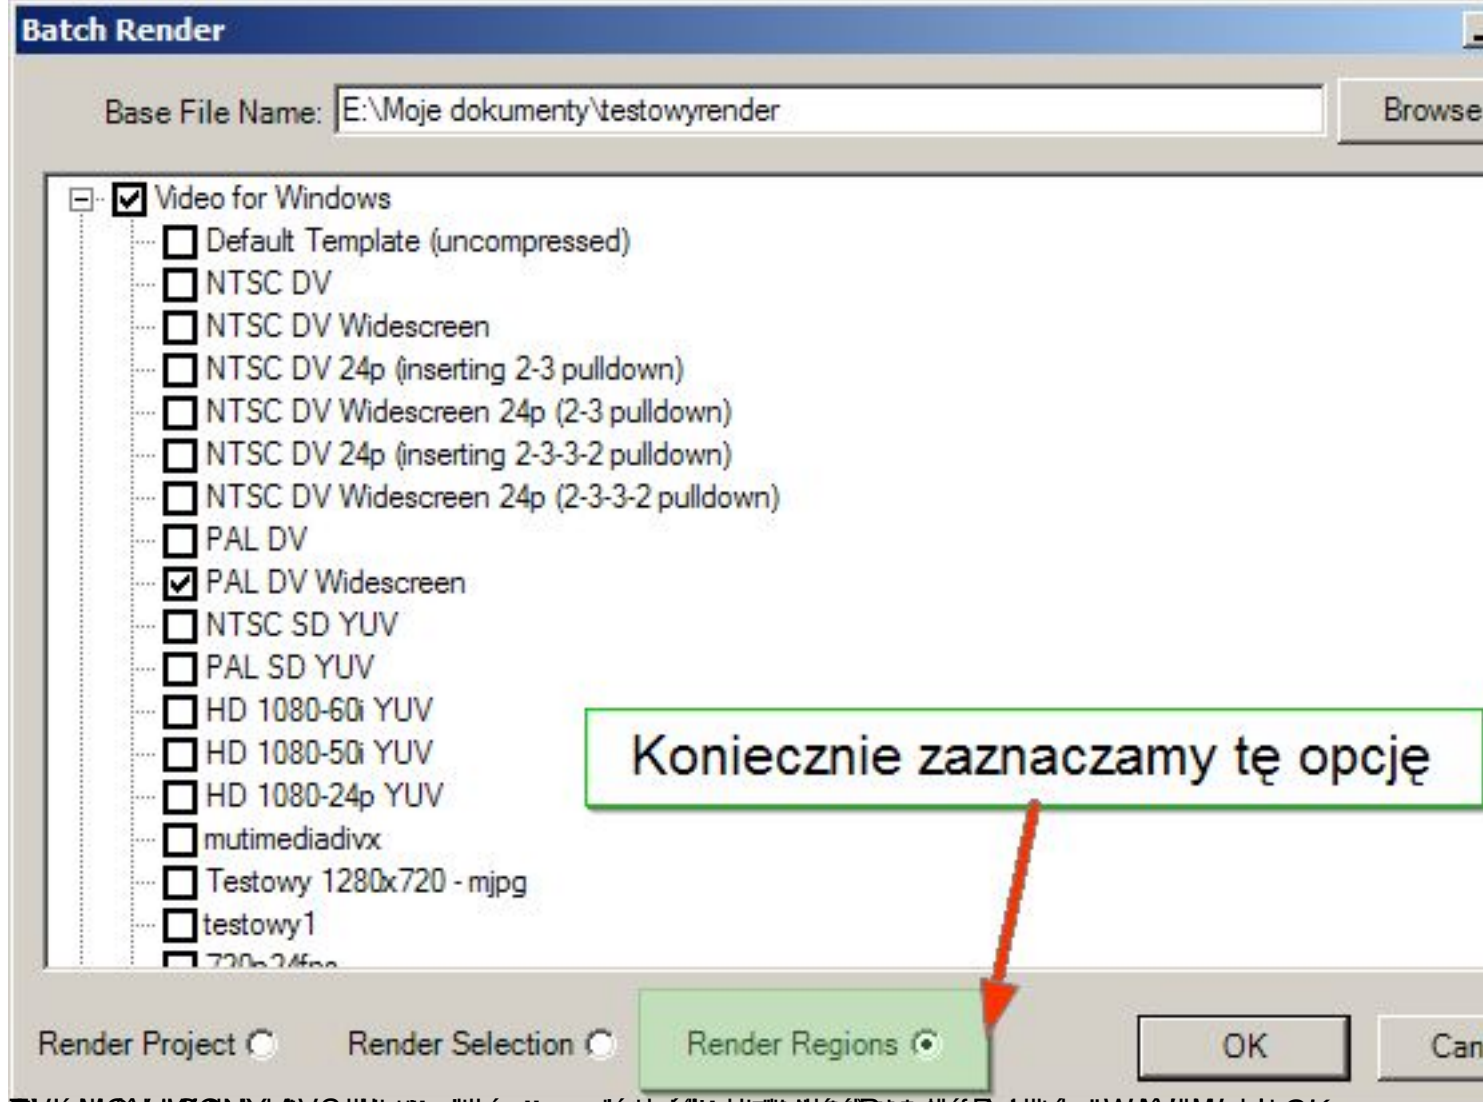 Batch Render
Base File Name: E:\Moje dokumenty\testowyrender Browse
Video for Windows
Default Template (uncompressed)
NTSC DV
NTSC DV Widescreen
NTSC DV 24p (inserting 2-3 pulldown)
NTSC DV Widescreen 24p (2-3 pulldown)
NTSC DV 24p (inserting 2-3-3-2 pulldown)
NTSC DV Widescreen 24p (2-3-3-2 pulldown)
PAL DV
PAL DV Widescreen
NTSC SD YUV
PAL SD YUV
HD 1080-60i YUV
HD 1080-50i YUV
HD 1080-24p YUV
mutimediadivx
Testowy 1280x720 - mjpg
testowy1
720p24fps
Koniecznie zaznaczamy tę opcję
Render Project Render Selection Render Regions OK Can